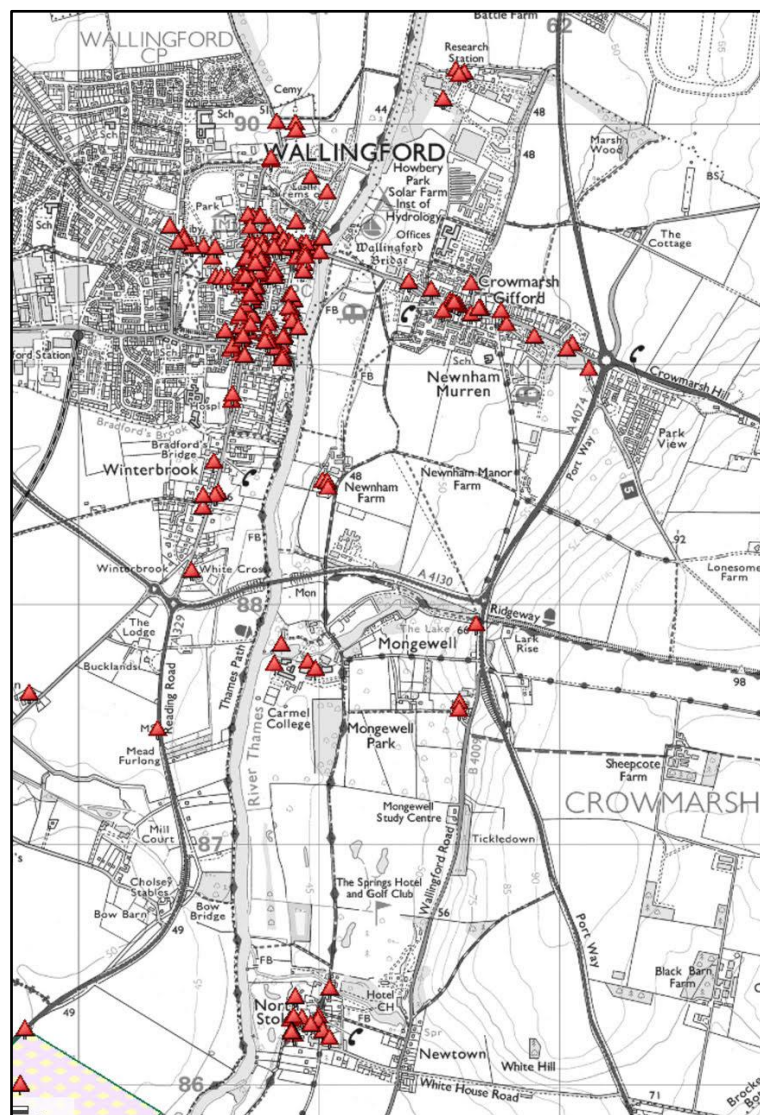 Battle Farm
62
WALLINGFORD
CP
Research
Station
Cemy
Sch
51
44
48
90
WALLINGFORD
Marsh
Wood
BS
Howbery
Park
Solar Farm
Inst of
Hydrology
48
Park
Sch
Offices
Wallingford
Bridge
The
Cottage
Crowmarsh
Gifford
FB
Sch
Sch
FB
Newnham
Murren
Crowmarsh Hill
A 4074
Port Way
Park
View
ford Station
Hospl
Bradford's Brook
Bradford's
Bridge
Winterbrook
48
Newnham
Farm
Newnham Manor
Farm
5
92
Lonesome
Farm
FB
Winterbrook
White Cross
A 4130
Mon
88
Ridgeway
The
Lodge
Bucklands
The Lake
Mongewell
Lark
Rise
98
Reading Road
Thames Path
River Thames
Carmel
College
Mongewell
Park
B 4009
Mead
Furlong
Sheepcote
Farm
CROWMARSH
Mongewell
Study Centre
Tickledown
Mill
Court
87
Cholsey
Stables
Bow Barn
Bow
Bridge
49
The Springs Hotel
and Golf Club
Wallingford Road
56
Port Way
Black Barn
Farm
FB
49
Hotel
CH
FB
Spr
Newtown
White Hill
86
White House Road
71